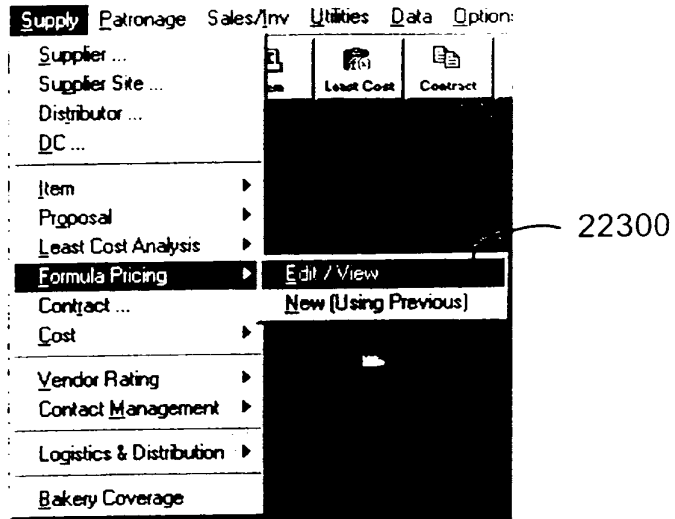 Supply Patronage Sales/Inv Utilities Data Option
Supplier ...
Supplier Site ...
Least Cost Contract
Distributor ...
DC ...
Item
Proposal
Least Cost Analysis
22300
Formula Pricing
Edit / View
Contract ...
New (Using Previous)
Cost
Vendor Rating
Contact Management
Logistics & Distribution
Bakery Coverage